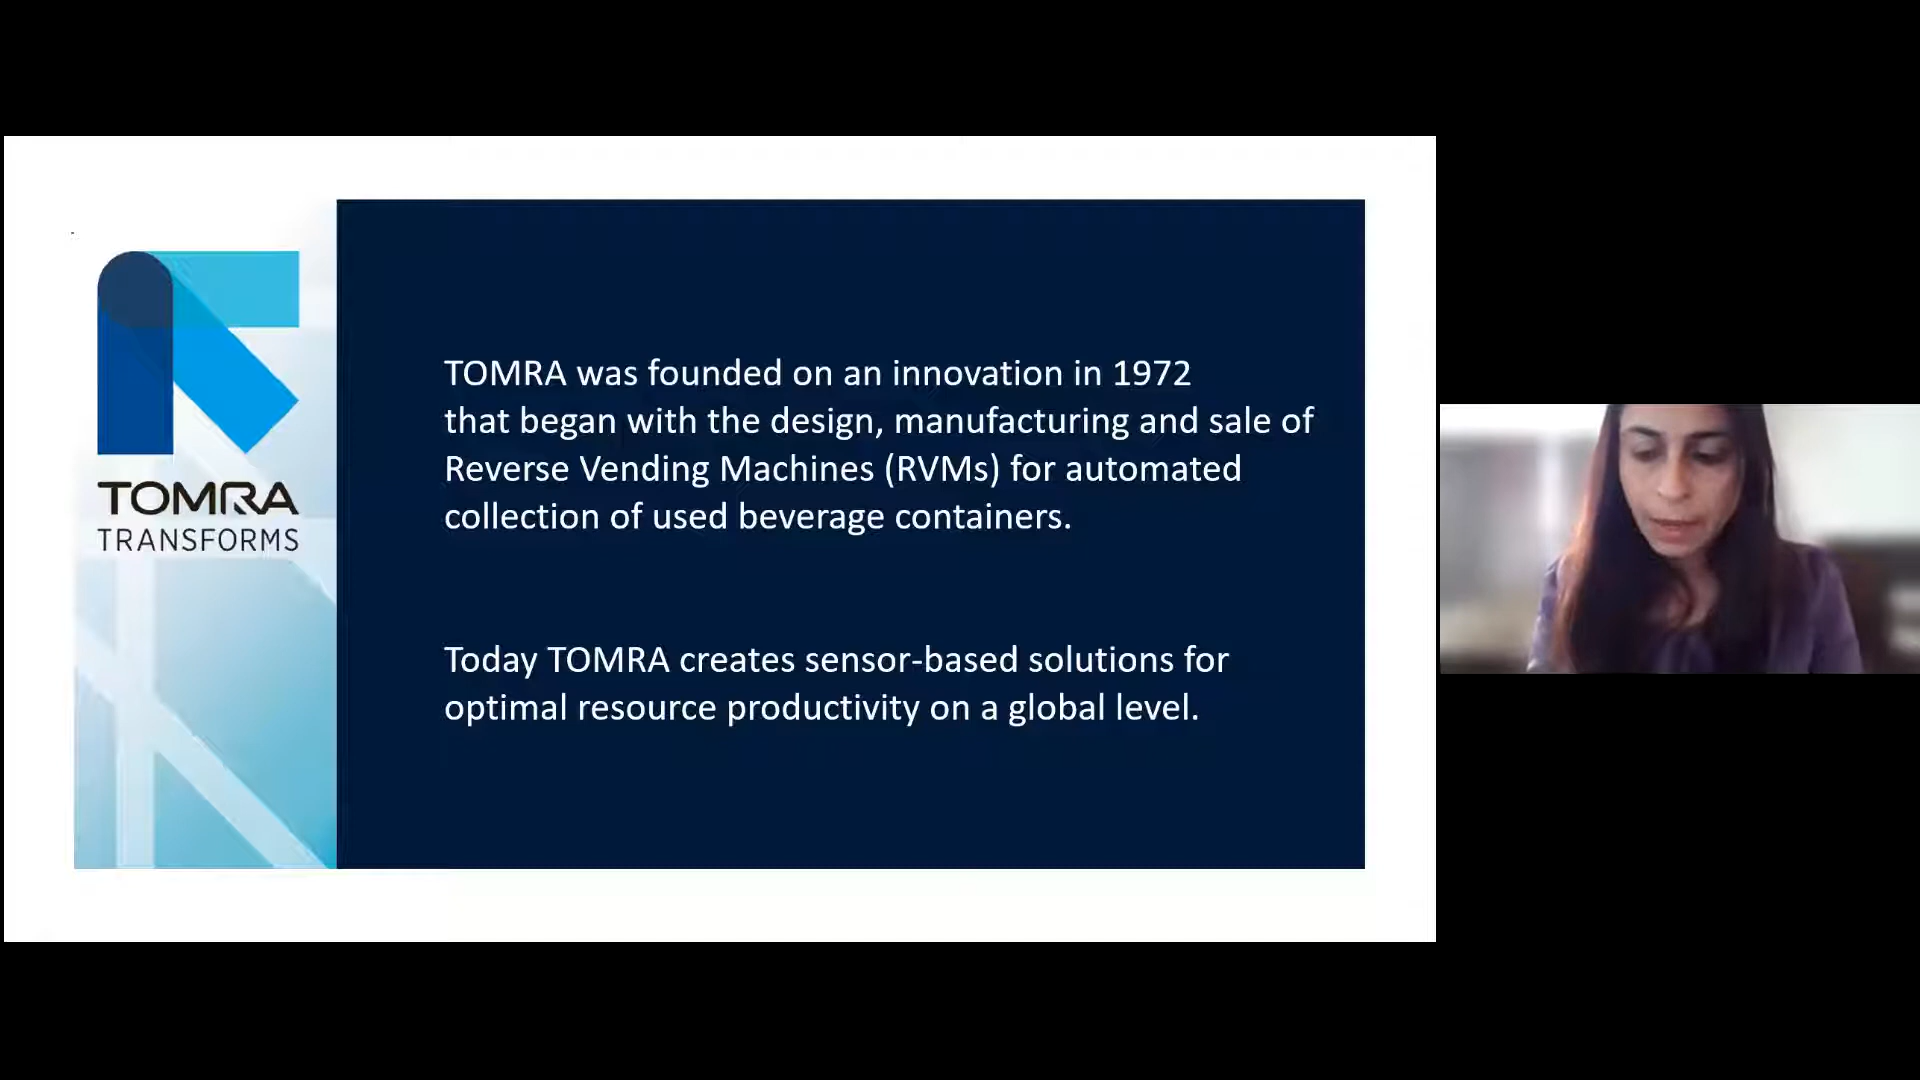 TOMRA
TRANSFORMS
TOMRA was founded on an innovation in 1972
that began with the design, manufacturing and sale of
Reverse Vending Machines (RVMs) for automated
collection of used beverage containers.
Today TOMRA creates sensor-based solutions for
optimal resource productivity on a global level.